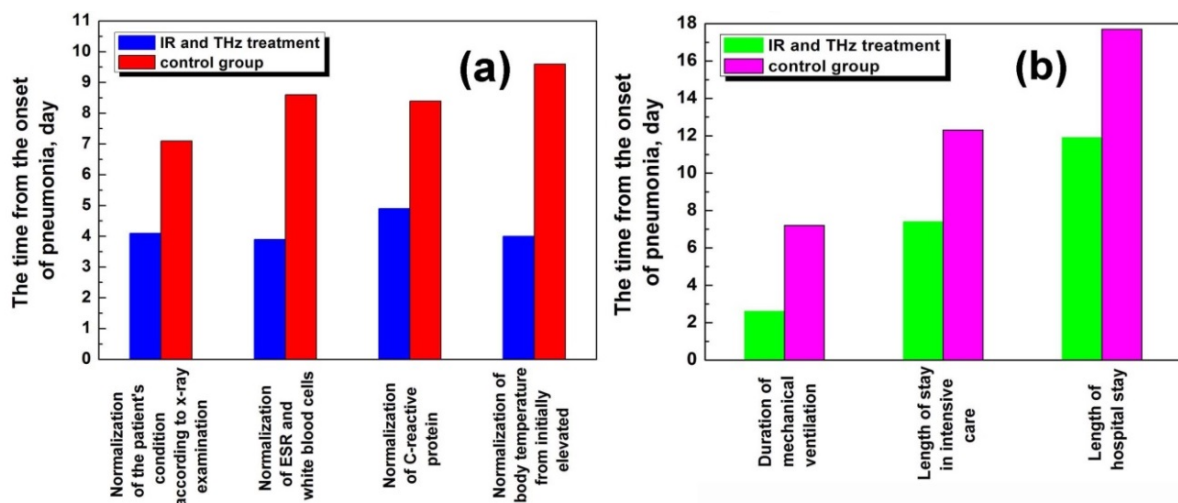 The time from the onset
of pneumonia, day
11
10
9
8
7
6
5
4
3
2
1
0
IR and THz treatment
control group
(a)
Normalization
of the patient's
condition
according to x-ray
examination
Normalization
of ESR and
white blood cells
Normalization
of C-reactive
protein
Normalization of
body temperature
from initially
elevated
The time from the onset
of pneumonia, day
18
16
14
12
10
8
6
4
2
0
IR and THz treatment
control group
(b)
Duration of
mechanical
ventilation
Length of stay
in intensive
care
Length of
hospital stay